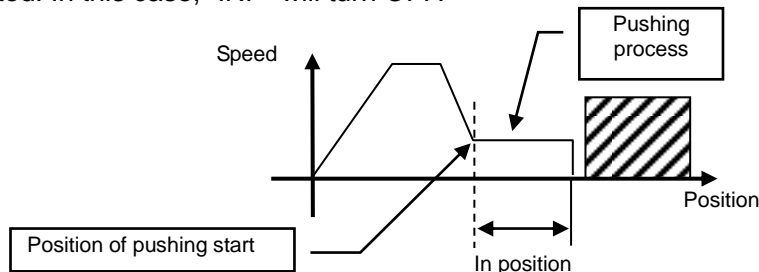 Pushing
process
Speed
Position
Position of pushing start
In position